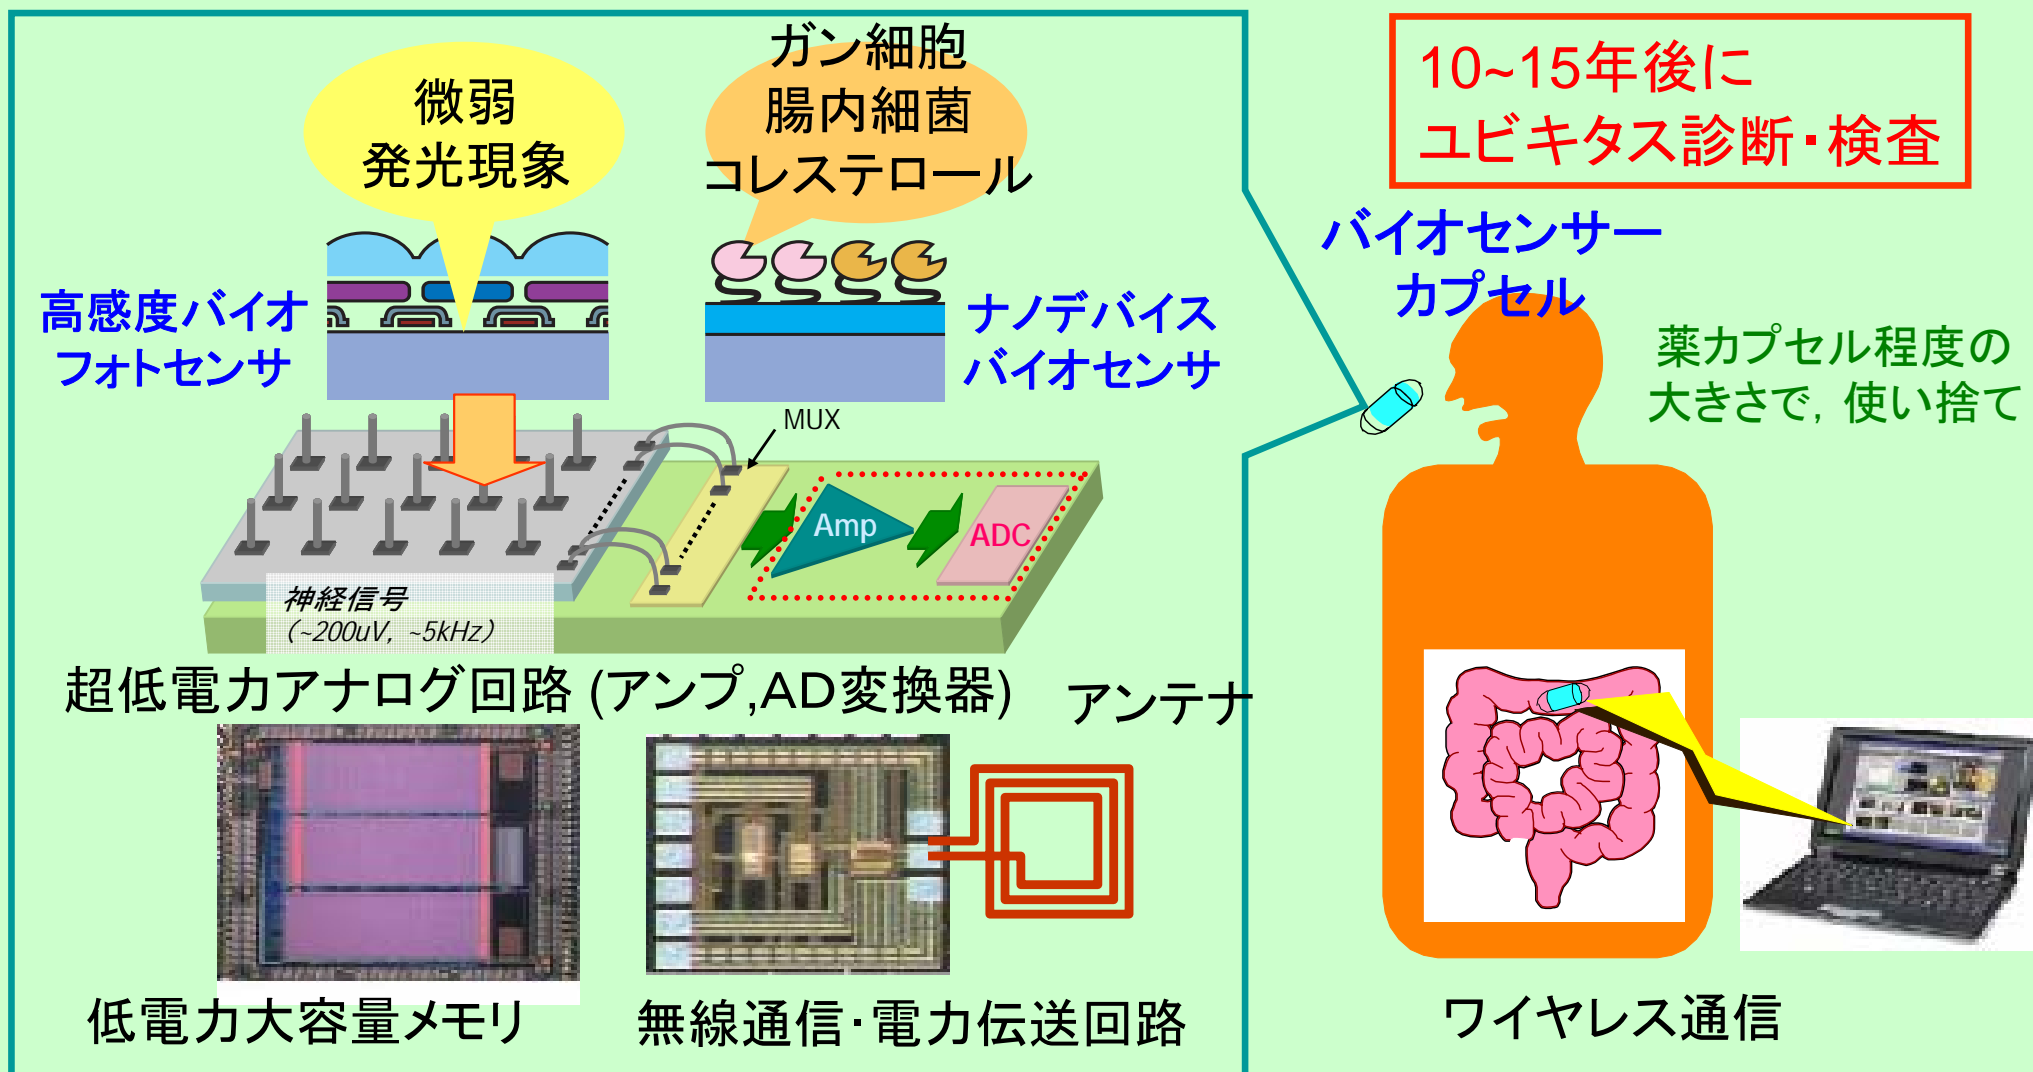 微弱
発光現象
ガン細胞
腸内細菌
コレステロール
10~15年後に
ユビキタス診断・検査
バイオセンサー
カプセル
高感度バイオ
フォトセンサ
ナノデバイス
バイオセンサ
薬カプセル程度の
大きさで, 使い捨て
MUX
Amp
ADC
神経信号
(~200uV, ~5kHz)
超低電力アナログ回路 (アンプ,AD変換器)
アンテナ
低電力大容量メモリ
無線通信・電力伝送回路
ワイヤレス通信